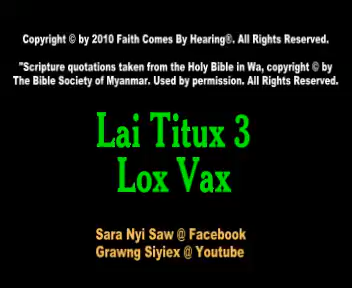 Copyright © by 2010 Faith Comes By Hearing®. All Rights Reserved.
"Scripture quotations taken from the Holy Bible in Wa, copyright © by
The Bible Society of Myanmar. Used by permission. All Rights Reserved.
Lai Titux 3
Lox Vax
Sara Nyi Saw @ Facebook
Grawng Siyiex @ Youtube